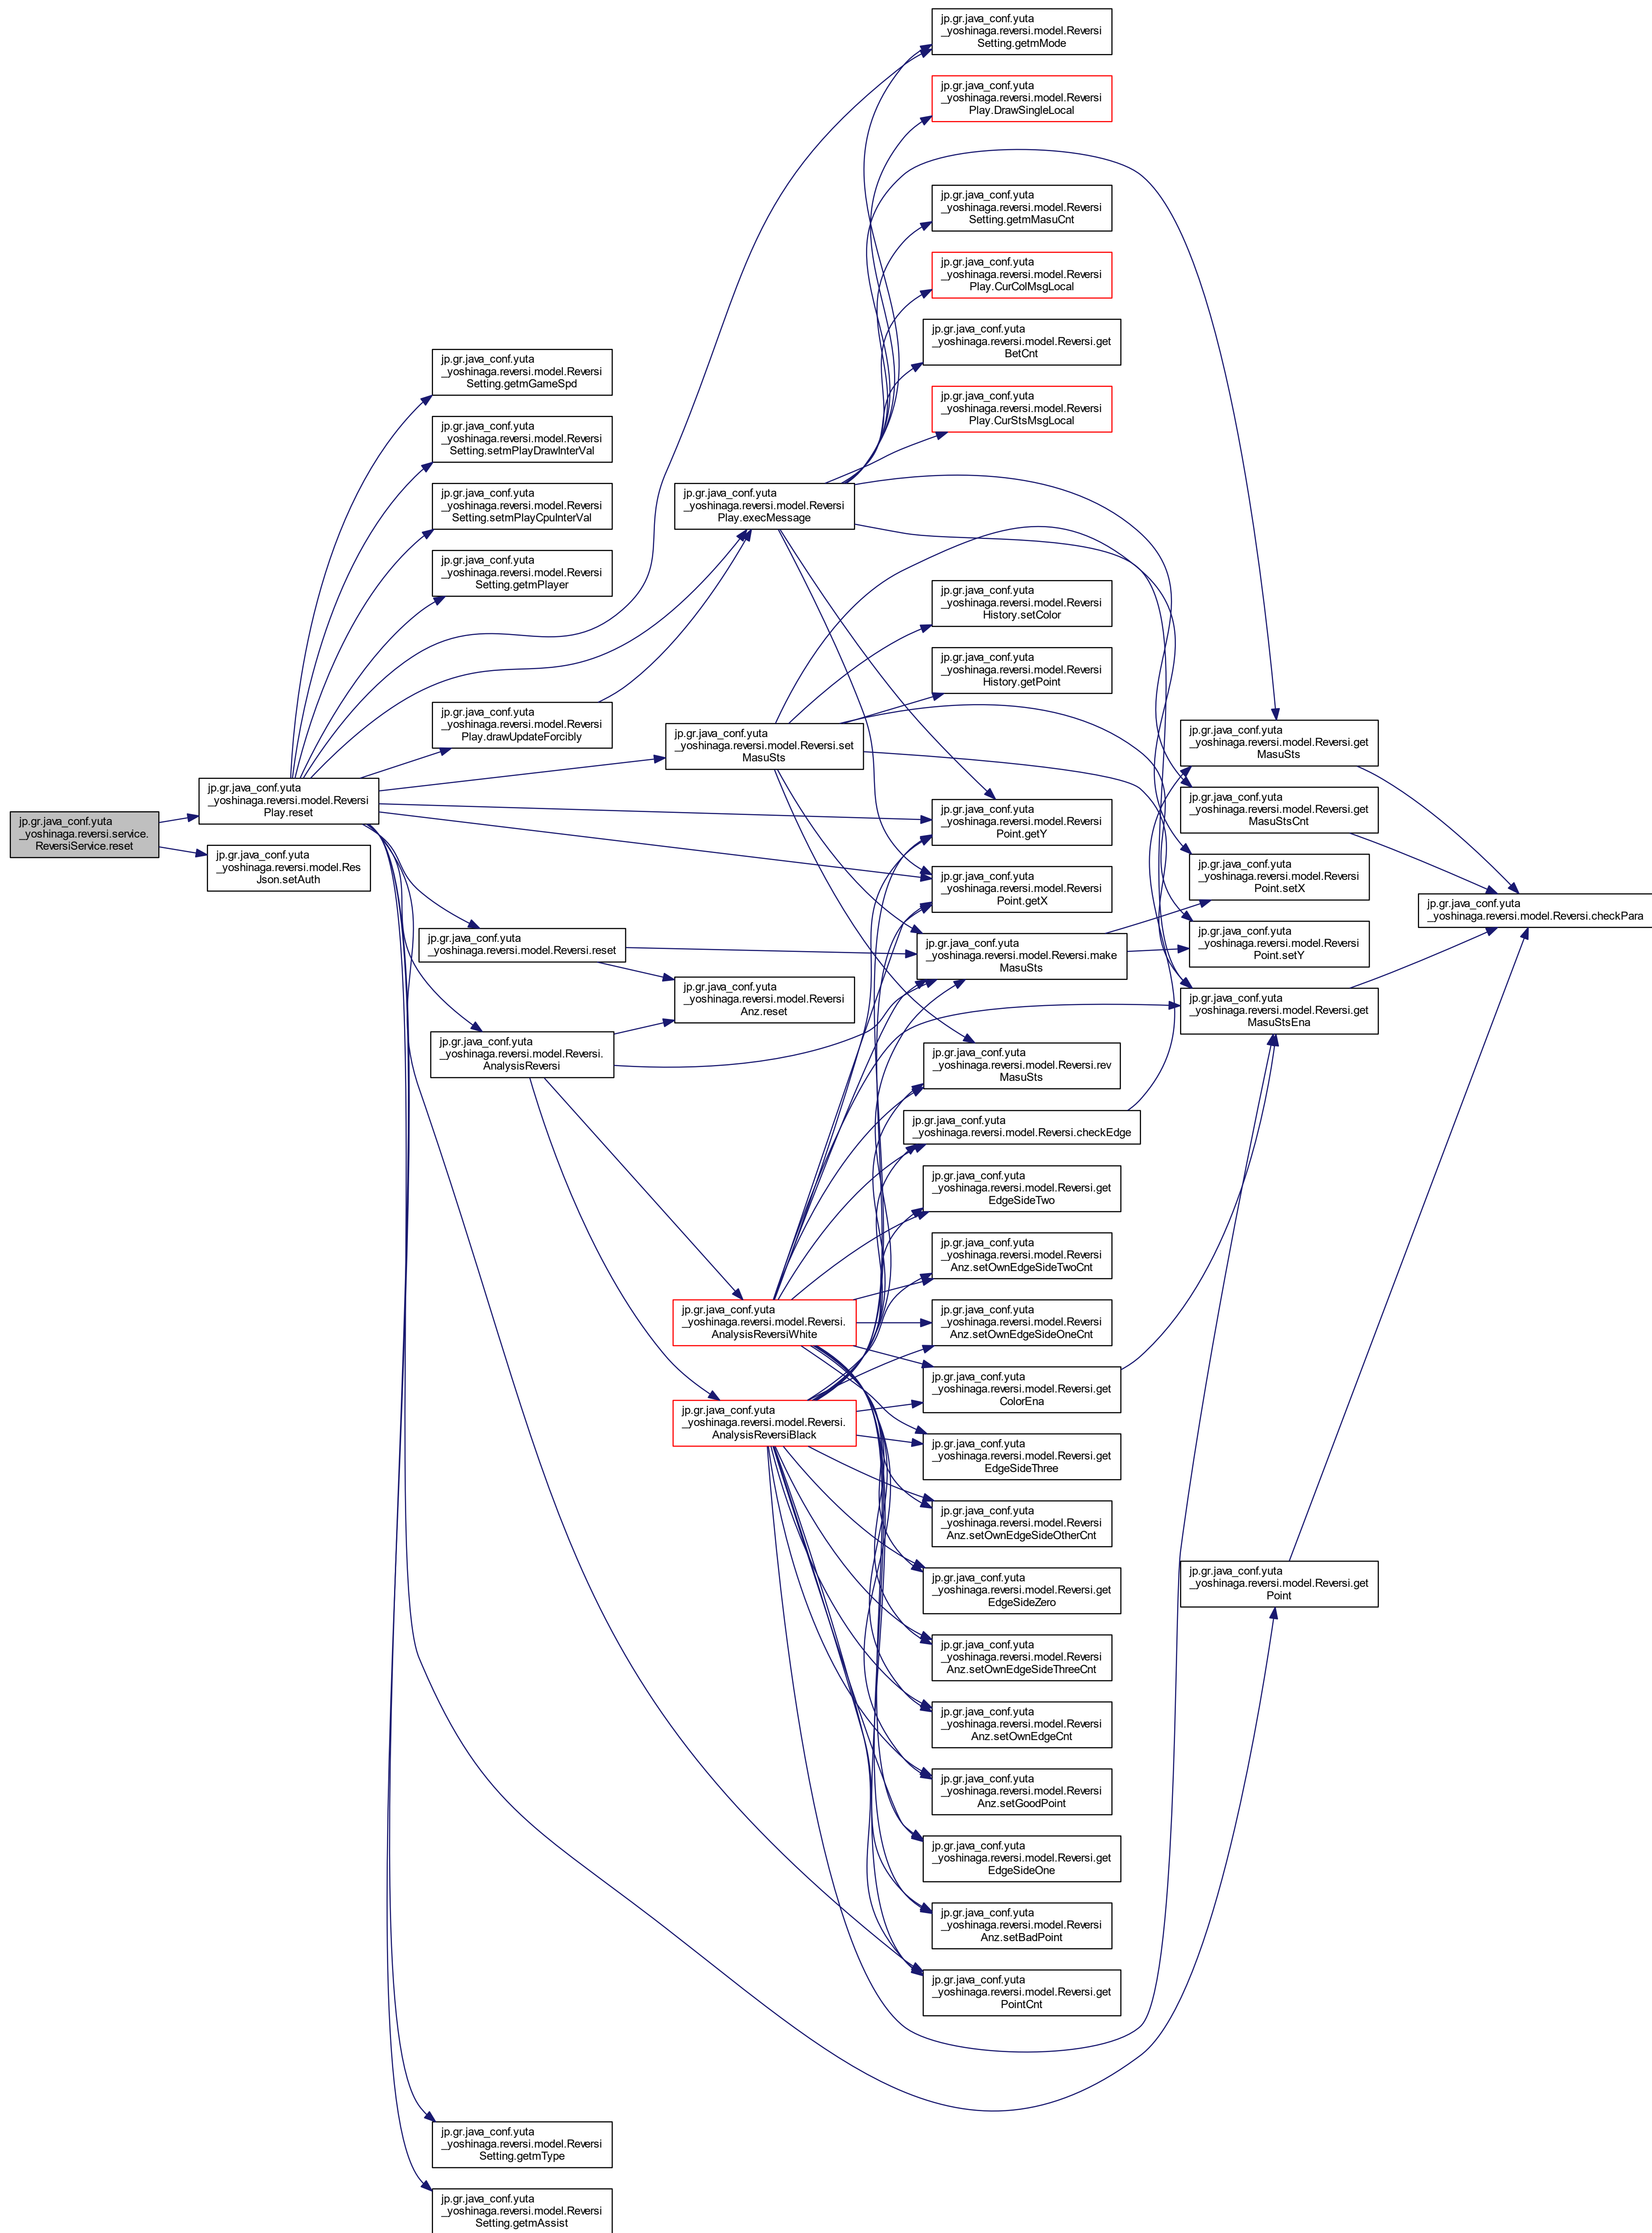 jp.gr.java_conf.yuta
_yoshinaga.reversi.service.
ReversiService.reset
jp.gr.java_conf.yuta
_yoshinaga.reversi.model.Reversi
Play.reset
jp.gr.java_conf.yuta
_yoshinaga.reversi.model.Res
Json.setAuth
jp.gr.java_conf.yuta
_yoshinaga.reversi.model.Reversi
Setting.getmGameSpd
jp.gr.java_conf.yuta
_yoshinaga.reversi.model.Reversi
Setting.setmPlayDrawInterVal
jp.gr.java_conf.yuta
_yoshinaga.reversi.model.Reversi
Setting.setmPlayCpuInterVal
jp.gr.java_conf.yuta
_yoshinaga.reversi.model.Reversi
Setting.getmPlayer
jp.gr.java_conf.yuta
_yoshinaga.reversi.model.Reversi
Play.drawUpdateForcibly
jp.gr.java_conf.yuta
_yoshinaga.reversi.model.Reversi.reset
jp.gr.java_conf.yuta
_yoshinaga.reversi.model.Reversi.
AnalysisReversi
jp.gr.java_conf.yuta
_yoshinaga.reversi.model.Reversi
Setting.getmType
jp.gr.java_conf.yuta
_yoshinaga.reversi.model.Reversi
Setting.getmAssist
jp.gr.java_conf.yuta
_yoshinaga.reversi.model.Reversi
Play.execMessage
jp.gr.java_conf.yuta
_yoshinaga.reversi.model.Reversi.set
MasuSts
jp.gr.java_conf.yuta
_yoshinaga.reversi.model.Reversi
Anz.reset
jp.gr.java_conf.yuta
_yoshinaga.reversi.model.Reversi.
AnalysisReversiWhite
jp.gr.java_conf.yuta
_yoshinaga.reversi.model.Reversi.
AnalysisReversiBlack
jp.gr.java_conf.yuta
_yoshinaga.reversi.model.Reversi
Setting.getmMode
jp.gr.java_conf.yuta
_yoshinaga.reversi.model.Reversi
Play.DrawSingleLocal
jp.gr.java_conf.yuta
_yoshinaga.reversi.model.Reversi
Setting.getmMasuCnt
jp.gr.java_conf.yuta
_yoshinaga.reversi.model.Reversi
Play.CurColMsgLocal
jp.gr.java_conf.yuta
_yoshinaga.reversi.model.Reversi.get
BetCnt
jp.gr.java_conf.yuta
_yoshinaga.reversi.model.Reversi
Play.CurStsMsgLocal
jp.gr.java_conf.yuta
_yoshinaga.reversi.model.Reversi
History.setColor
jp.gr.java_conf.yuta
_yoshinaga.reversi.model.Reversi
History.getPoint
jp.gr.java_conf.yuta
_yoshinaga.reversi.model.Reversi
Point.getY
jp.gr.java_conf.yuta
_yoshinaga.reversi.model.Reversi
Point.getX
jp.gr.java_conf.yuta
_yoshinaga.reversi.model.Reversi.make
MasuSts
jp.gr.java_conf.yuta
_yoshinaga.reversi.model.Reversi.rev
MasuSts
jp.gr.java_conf.yuta
_yoshinaga.reversi.model.Reversi.checkEdge
jp.gr.java_conf.yuta
_yoshinaga.reversi.model.Reversi.get
EdgeSideTwo
jp.gr.java_conf.yuta
_yoshinaga.reversi.model.Reversi
Anz.setOwnEdgeSideTwoCnt
jp.gr.java_conf.yuta
_yoshinaga.reversi.model.Reversi
Anz.setOwnEdgeSideOneCnt
jp.gr.java_conf.yuta
_yoshinaga.reversi.model.Reversi.get
ColorEna
jp.gr.java_conf.yuta
_yoshinaga.reversi.model.Reversi.get
EdgeSideThree
jp.gr.java_conf.yuta
_yoshinaga.reversi.model.Reversi
Anz.setOwnEdgeSideOtherCnt
jp.gr.java_conf.yuta
_yoshinaga.reversi.model.Reversi.get
EdgeSideZero
jp.gr.java_conf.yuta
_yoshinaga.reversi.model.Reversi
Anz.setOwnEdgeSideThreeCnt
jp.gr.java_conf.yuta
_yoshinaga.reversi.model.Reversi
Anz.setOwnEdgeCnt
jp.gr.java_conf.yuta
_yoshinaga.reversi.model.Reversi
Anz.setGoodPoint
jp.gr.java_conf.yuta
_yoshinaga.reversi.model.Reversi.get
EdgeSideOne
jp.gr.java_conf.yuta
_yoshinaga.reversi.model.Reversi
Anz.setBadPoint
jp.gr.java_conf.yuta
_yoshinaga.reversi.model.Reversi.get
PointCnt
jp.gr.java_conf.yuta
_yoshinaga.reversi.model.Reversi.get
MasuSts
jp.gr.java_conf.yuta
_yoshinaga.reversi.model.Reversi.get
MasuStsCnt
jp.gr.java_conf.yuta
_yoshinaga.reversi.model.Reversi
Point.setX
jp.gr.java_conf.yuta
_yoshinaga.reversi.model.Reversi
Point.setY
jp.gr.java_conf.yuta
_yoshinaga.reversi.model.Reversi.get
MasuStsEna
jp.gr.java_conf.yuta
_yoshinaga.reversi.model.Reversi.get
Point
jp.gr.java_conf.yuta
_yoshinaga.reversi.model.Reversi.checkPara